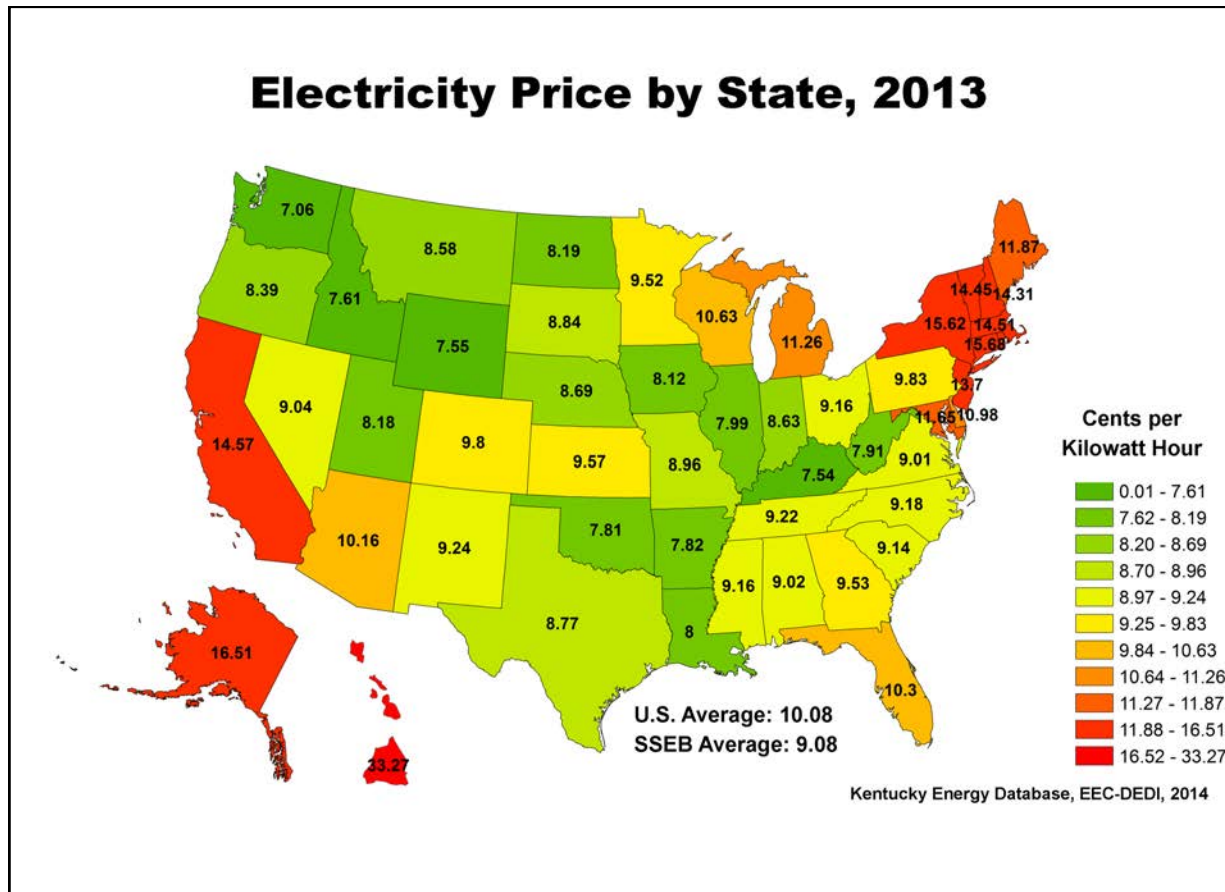 Electricity Price by State, 2013
7.06
8.58
8.19
9.52
11.87
8.39
7.61
8.84
10.63
14.45
14.31
7.55
11.26
15.62
14.51
15.68
8.69
8.12
9.83
13.7
9.04
8.18
9.8
7.99
8.63
9.16
11.65
10.98
14.57
9.57
8.96
7.91
9.01
7.54
10.16
9.24
7.81
7.82
9.22
9.18
9.14
9.16
9.02
9.53
8.77
8
10.3
16.51
33.27
U.S. Average: 10.08
SSEB Average: 9.08
Cents per
Kilowatt Hour
0.01 - 7.61
7.62 - 8.19
8.20 - 8.69
8.70 - 8.96
8.97 - 9.24
9.25 - 9.83
9.84 - 10.63
10.64 - 11.26
11.27 - 11.87
11.88 - 16.51
16.52 - 33.27
Kentucky Energy Database, EEC-DEDI, 2014